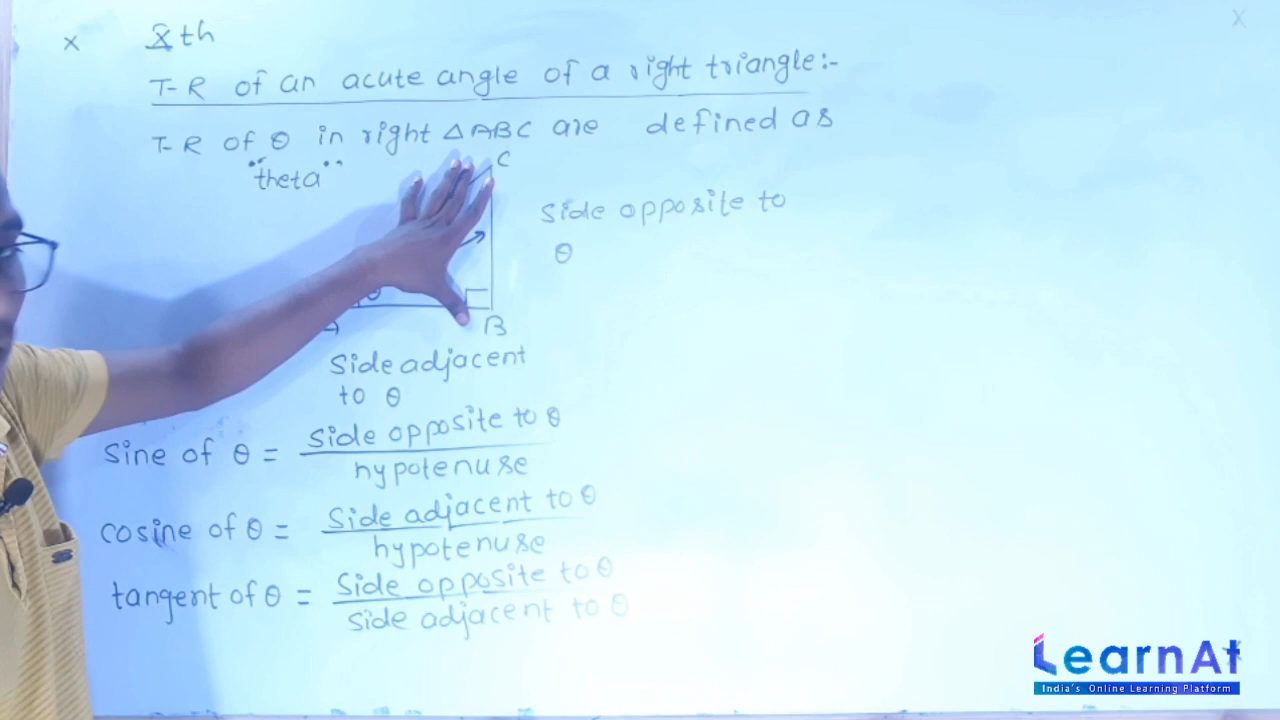 x Xth x
T-R of an acute angle of a right triangle:-
T-R of θ in right △ABC are defined as
"theta"
C
side opposite to
θ
θ
A B
Side adjacent
to θ
Sine of θ = side opposite to θ
hypotenuse
cosine of θ = Side adjacent to θ
hypotenuse
tangent of θ = Side opposite to θ
side adjacent to θ
LearnAt
India's Online Learning Platform